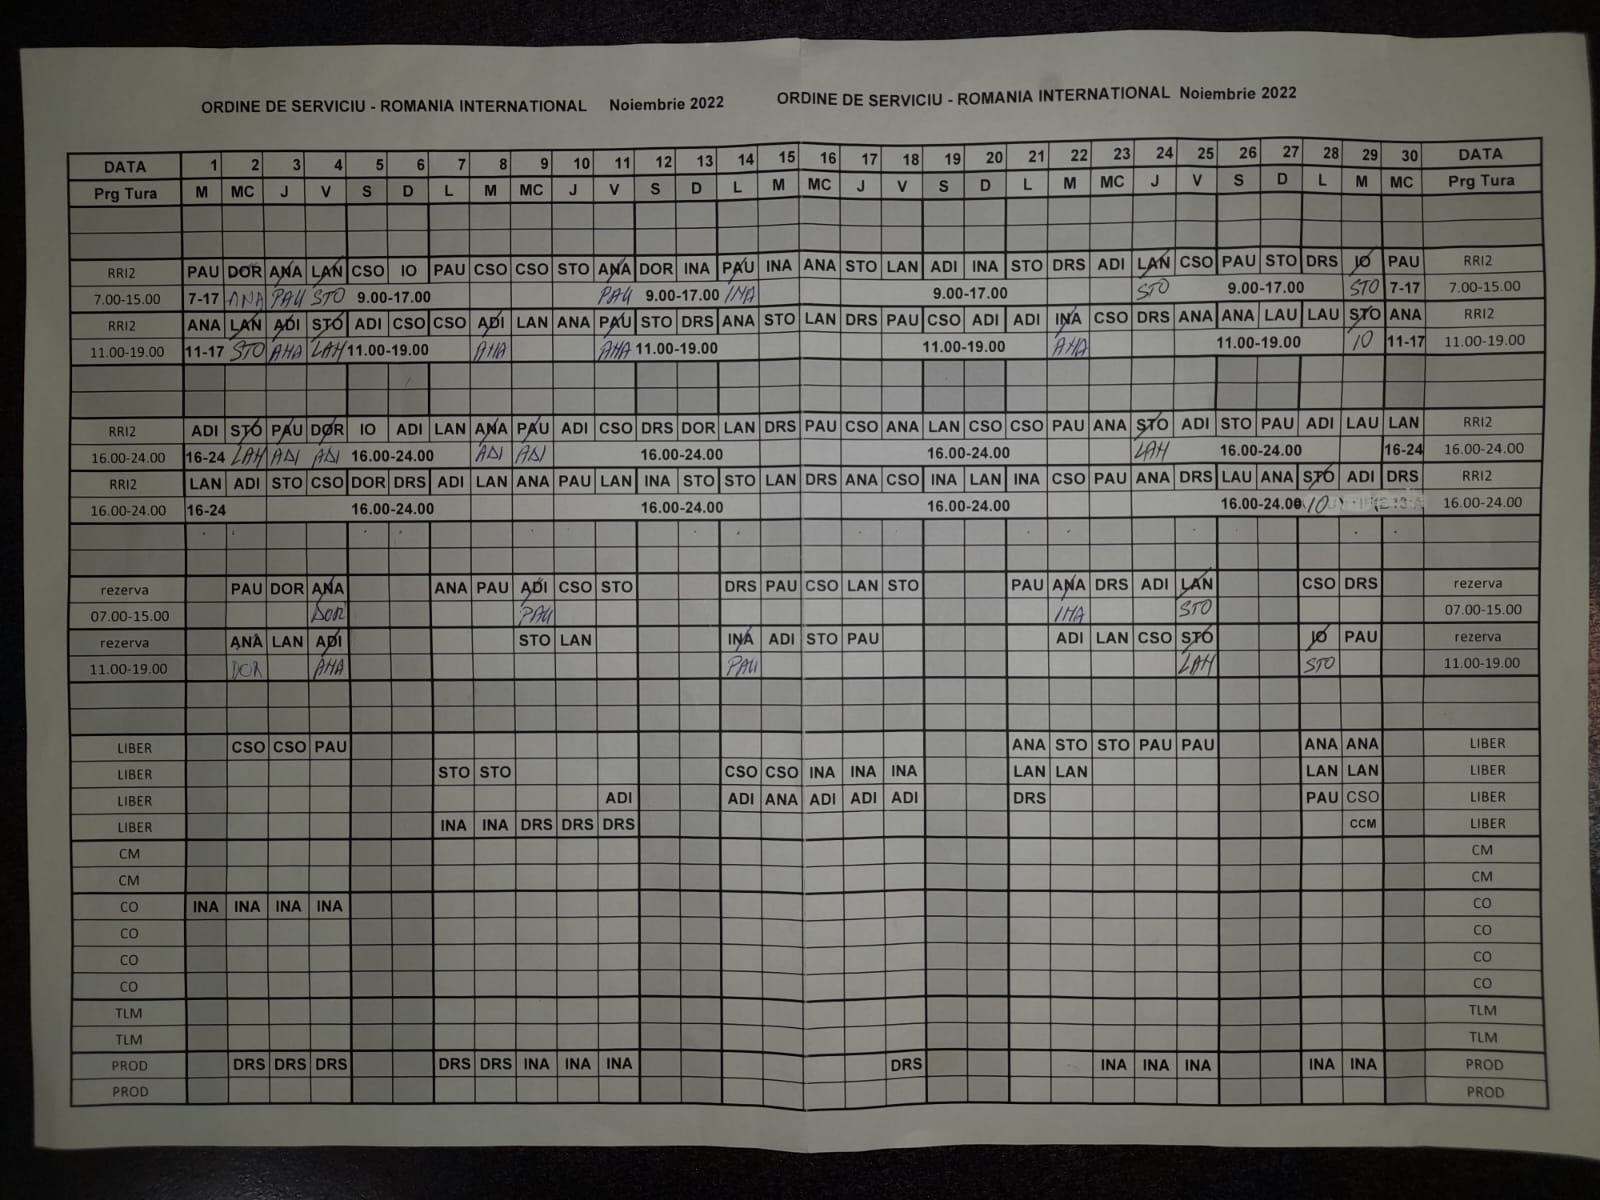 ORDINE DE SERVICIU - ROMANIA INTERNATIONAL Noiembrie 2022 ORDINE DE SERVICIU - ROMANIA INTERNATIONAL Noiembrie 2022
DATA 1 2 3 4 5 6 7 8 9 10 11 12 13 14 15 16 17 18 19 20 21 22 23 24 25 26 27 28 29 30 DATA
Prg Tura M MC J V S D L M MC J V S D L M MC J V S D L M MC J V S D L M MC Prg Tura
RRI2 PAU DOR ANA LAN CSO IO PAU CSO CSO STO ANA DOR INA PAU INA ANA STO LAN ADI INA STO DRS ADI LAN CSO PAU STO DRS IO PAU RRI2
7.00-15.00 7-17 ANA PAU STO 9.00-17.00 PAU 9.00-17.00 INA 9.00-17.00 STO 9.00-17.00 STO 7-17 7.00-15.00
RRI2 ANA LAN ADI STO ADI CSO CSO ADI LAN ANA PAU STO DRS ANA STO LAN DRS PAU CSO ADI ADI INA CSO DRS ANA ANA LAU LAU STO ANA RRI2
11.00-19.00 11-17 STO ANA LAN 11.00-19.00 ANA ANA 11.00-19.00 11.00-19.00 ANA 11.00-19.00 IO 11-17 11.00-19.00
RRI2 ADI STO PAU DOR IO ADI LAN ANA PAU ADI CSO DRS DOR LAN DRS PAU CSO ANA LAN CSO CSO PAU ANA STO ADI STO PAU ADI LAU LAN RRI2
16.00-24.00 16-24 LAN ADI ADI 16.00-24.00 ADI ADI 16.00-24.00 16.00-24.00 LAN 16.00-24.00 16-24 16.00-24.00
RRI2 LAN ADI STO CSO DOR DRS ADI LAN ANA PAU LAN INA STO STO LAN DRS ANA CSO INA LAN INA CSO PAU ANA DRS LAU ANA STO ADI DRS RRI2
16.00-24.00 16-24 16.00-24.00 16.00-24.00 16.00-24.00 16.00-24.00 IO 16.00-24.00
rezerva PAU DOR ANA ANA PAU ADI CSO STO DRS PAU CSO LAN STO PAU ANA DRS ADI LAN CSO DRS rezerva
07.00-15.00 DOR PAU INA STO 07.00-15.00
rezerva ANA LAN ADI STO LAN INA ADI STO PAU ADI LAN CSO STO IO PAU rezerva
11.00-19.00 DOR ANA PAU LAN STO 11.00-19.00
LIBER CSO CSO PAU ANA STO STO PAU PAU ANA ANA LIBER
LIBER STO STO CSO CSO INA INA INA LAN LAN LAN LAN LIBER
LIBER ADI ADI ANA ADI ADI ADI DRS PAU CSO LIBER
LIBER INA INA DRS DRS DRS CCM LIBER
CM CM
CM CM
CO INA INA INA INA CO
CO CO
CO CO
CO CO
TLM TLM
TLM TLM
PROD DRS DRS DRS DRS DRS INA INA INA DRS INA INA INA INA INA PROD
PROD PROD